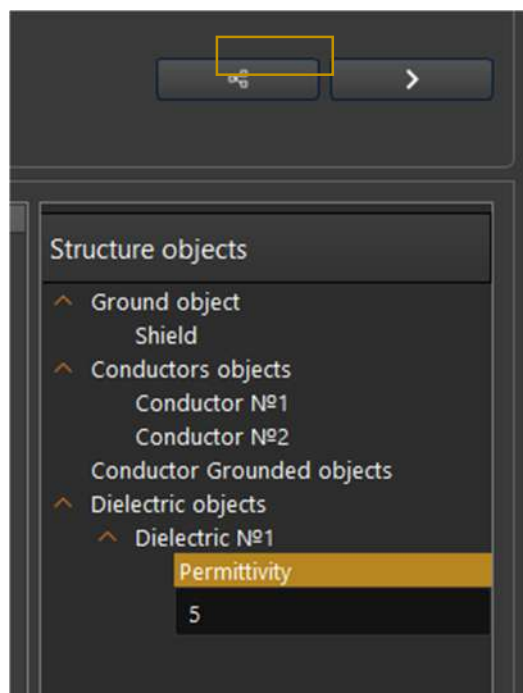 Structure objects
Ground object
Shield
Conductors objects
Conductor №1
Conductor №2
Conductor Grounded objects
Dielectric objects
Dielectric №1
Permittivity
5